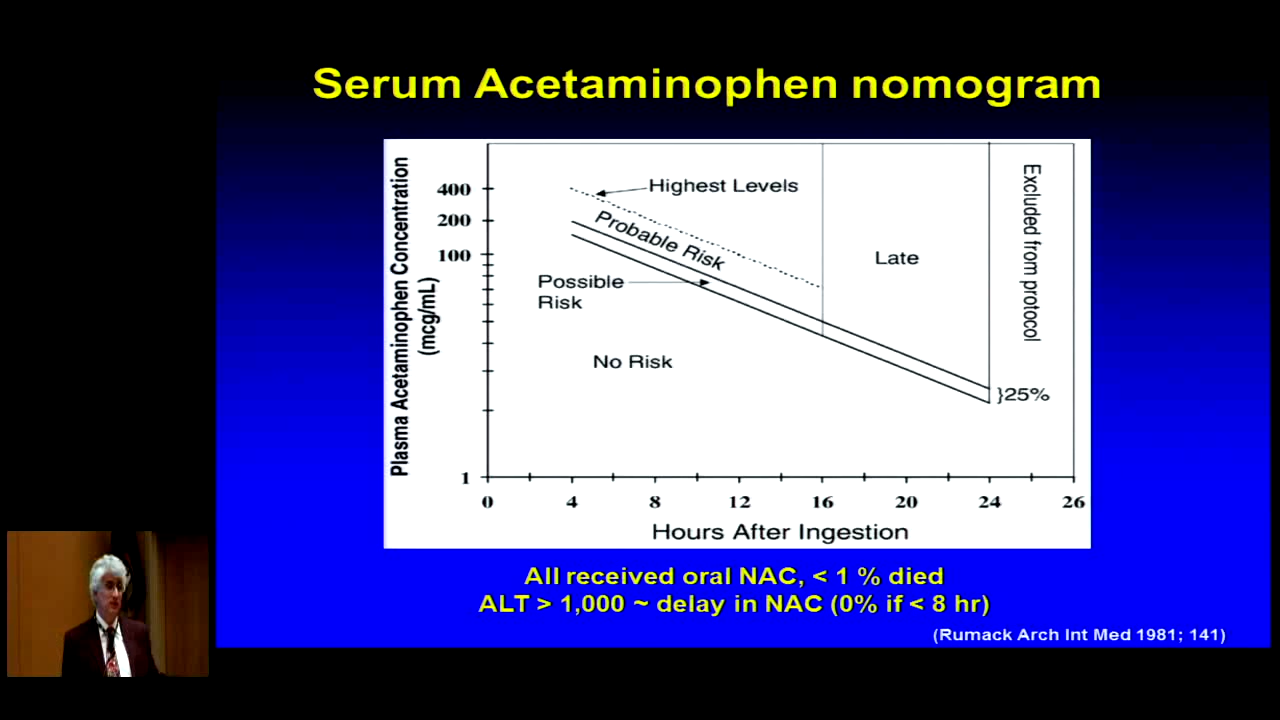 Serum Acetaminophen nomogram
Plasma Acetaminophen Concentration
(mcg/mL)
400
200
100
1
Highest Levels
Probable Risk
Possible
Risk
No Risk
Late
Excluded from protocol
}25%
0 4 8 12 16 20 24 26
Hours After Ingestion
All received oral NAC, < 1 % died
ALT > 1,000 ~ delay in NAC (0% if < 8 hr)
(Rumack Arch Int Med 1981; 141)